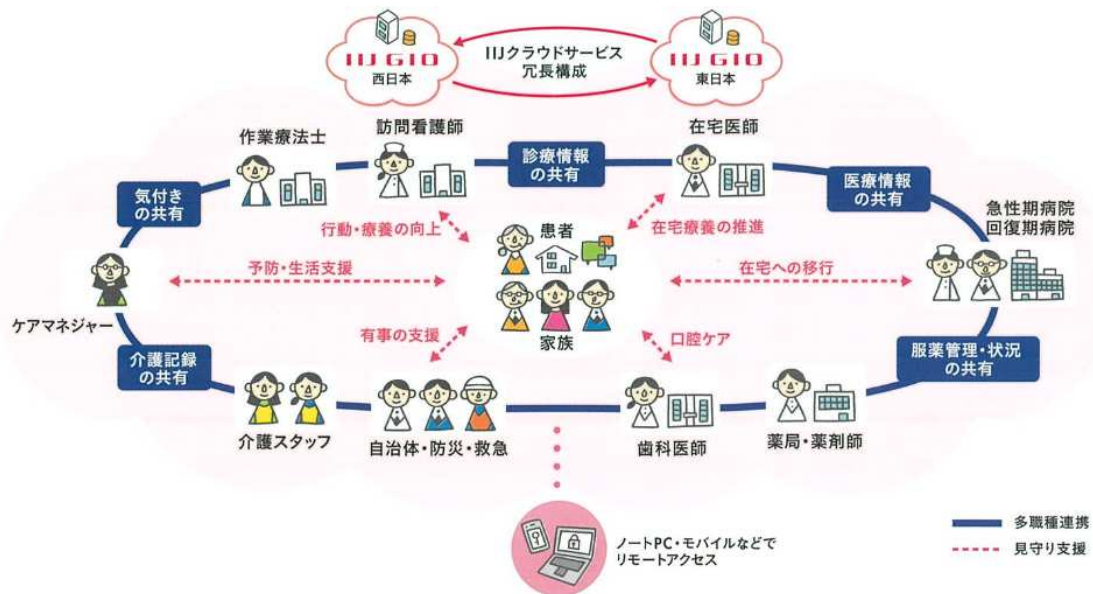 IIJ GIO
西日本
IIJクラウドサービス
冗長構成
IIJ GIO
東日本
作業療法士
訪問看護師
診療情報
の共有
在宅医師
気付き
の共有
医療情報
の共有
急性期病院
回復期病院
行動・療養の向上
患者
在宅療養の推進
予防・生活支援
在宅への移行
ケアマネジャー
有事の支援
家族
口腔ケア
介護記録
の共有
服薬管理・状況
の共有
介護スタッフ
自治体・防災・救急
歯科医師
薬局・薬剤師
ノートPC・モバイルなどで
リモートアクセス
多職種連携
見守り支援